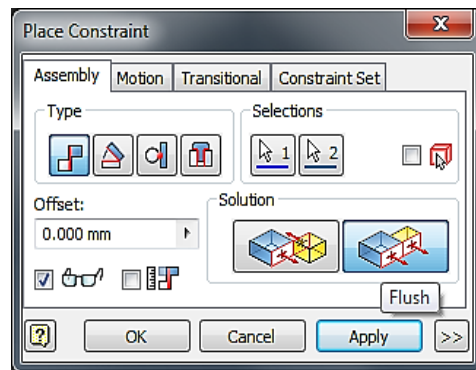 Place Constraint
Assembly Motion Transitional Constraint Set
Type
Selections
1 2
Offset:
Solution
0.000 mm
Flush
? OK Cancel Apply >>